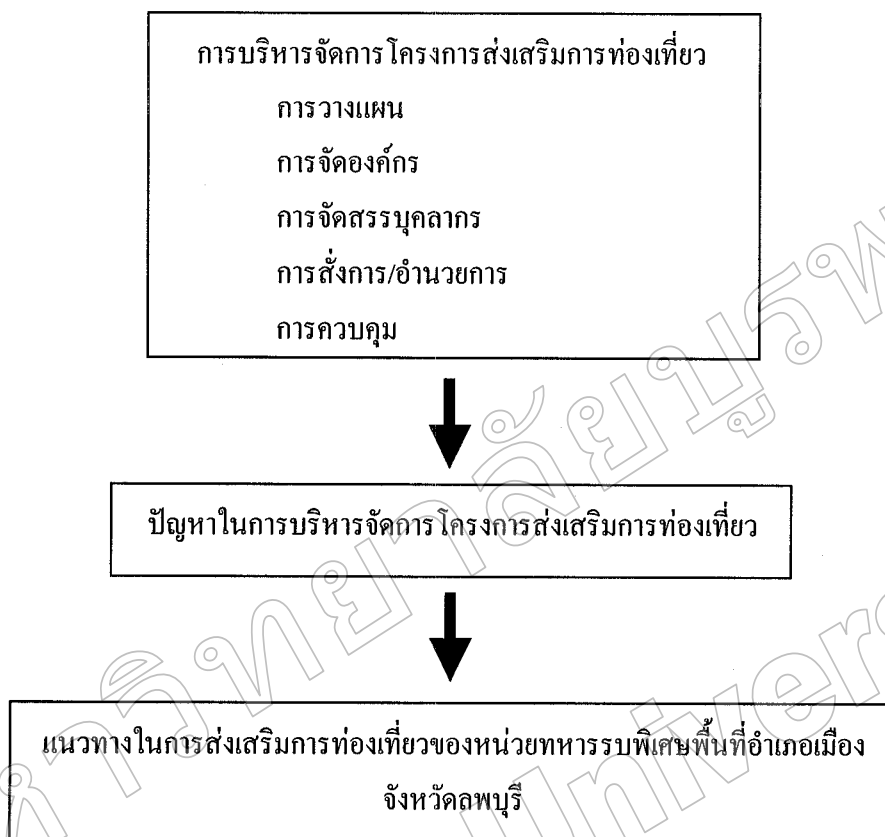 การบริหารจัดการโครงการส่งเสริมการท่องเที่ยว
การวางแผน
การจัดองค์กร
การจัดสรรบุคลากร
การสั่งการ/อำนวยการ
การควบคุม
ปัญหาในการบริหารจัดการโครงการส่งเสริมการท่องเที่ยว
แนวทางในการส่งเสริมการท่องเที่ยวของหน่วยทหารรบพิเศษพื้นที่อำเภอเมือง
จังหวัดลพบุรี